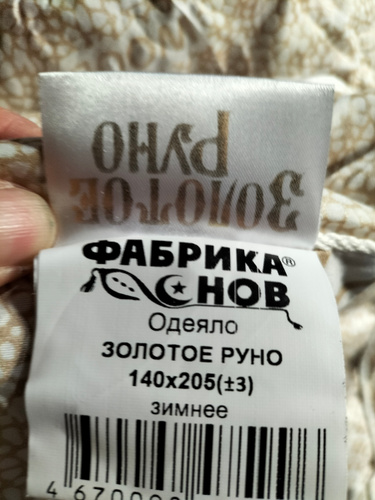 ЗОЛОТОЕ
РУНО
ФАБРИКА®
СНОВ
Одеяло
ЗОЛОТОЕ РУНО
140х205(±3)
зимнее